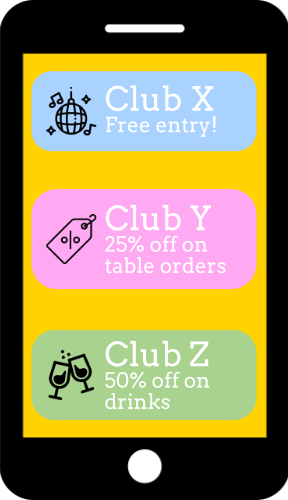 Club X
Free entry!
Club Y
25% off on
table orders
Club Z
50% off on
drinks